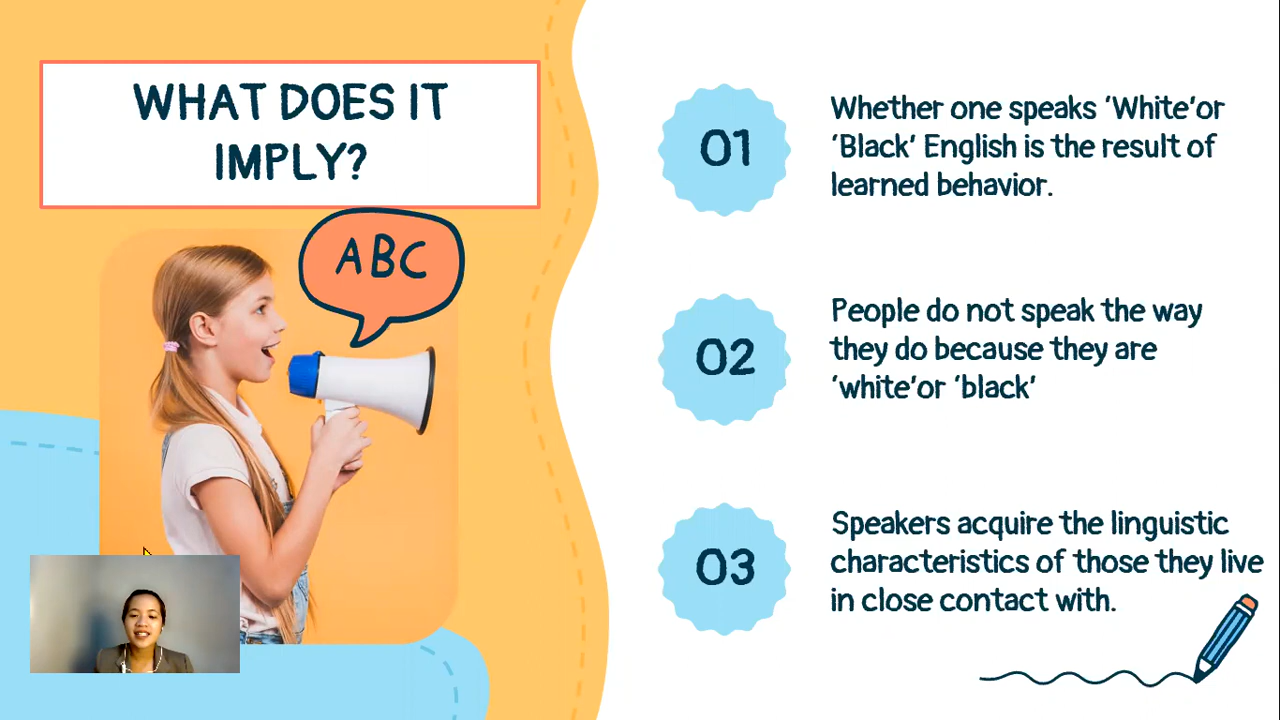 WHAT DOES IT
IMPLY?
ABC
01
Whether one speaks 'White'or
'Black' English is the result of
learned behavior.
02
People do not speak the way
they do because they are
'white'or 'black'
03
Speakers acquire the linguistic
characteristics of those they live
in close contact with.